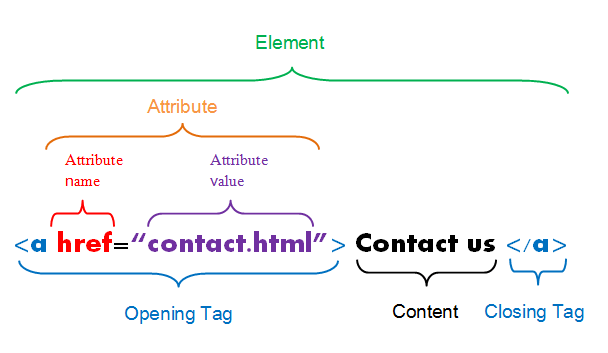 Element
Attribute
Attribute
name
Attribute
value
<a href=“contact.html”> Contact us </a>
Opening Tag
Content
Closing Tag